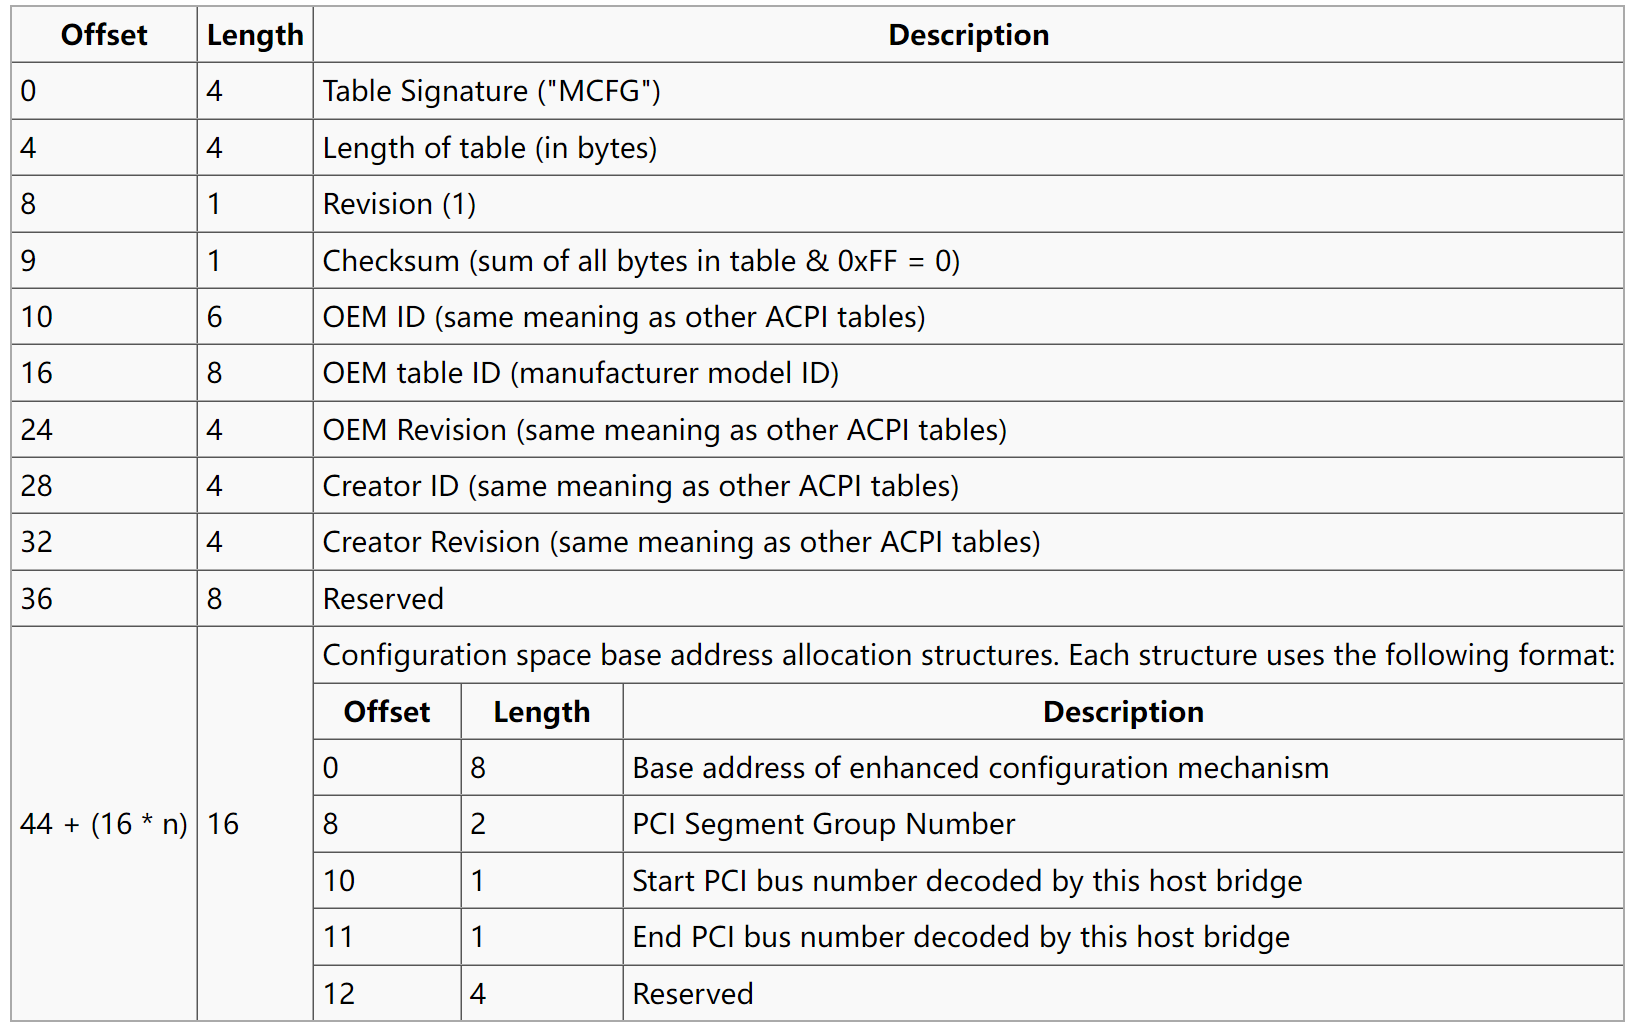 Offset Length Description
0 4 Table Signature ("MCFG")
4 4 Length of table (in bytes)
8 1 Revision (1)
9 1 Checksum (sum of all bytes in table & 0xFF = 0)
10 6 OEM ID (same meaning as other ACPI tables)
16 8 OEM table ID (manufacturer model ID)
24 4 OEM Revision (same meaning as other ACPI tables)
28 4 Creator ID (same meaning as other ACPI tables)
32 4 Creator Revision (same meaning as other ACPI tables)
36 8 Reserved
44 + (16 * n) 16
Configuration space base address allocation structures. Each structure uses the following format:
Offset Length Description
0 8 Base address of enhanced configuration mechanism
8 2 PCI Segment Group Number
10 1 Start PCI bus number decoded by this host bridge
11 1 End PCI bus number decoded by this host bridge
12 4 Reserved